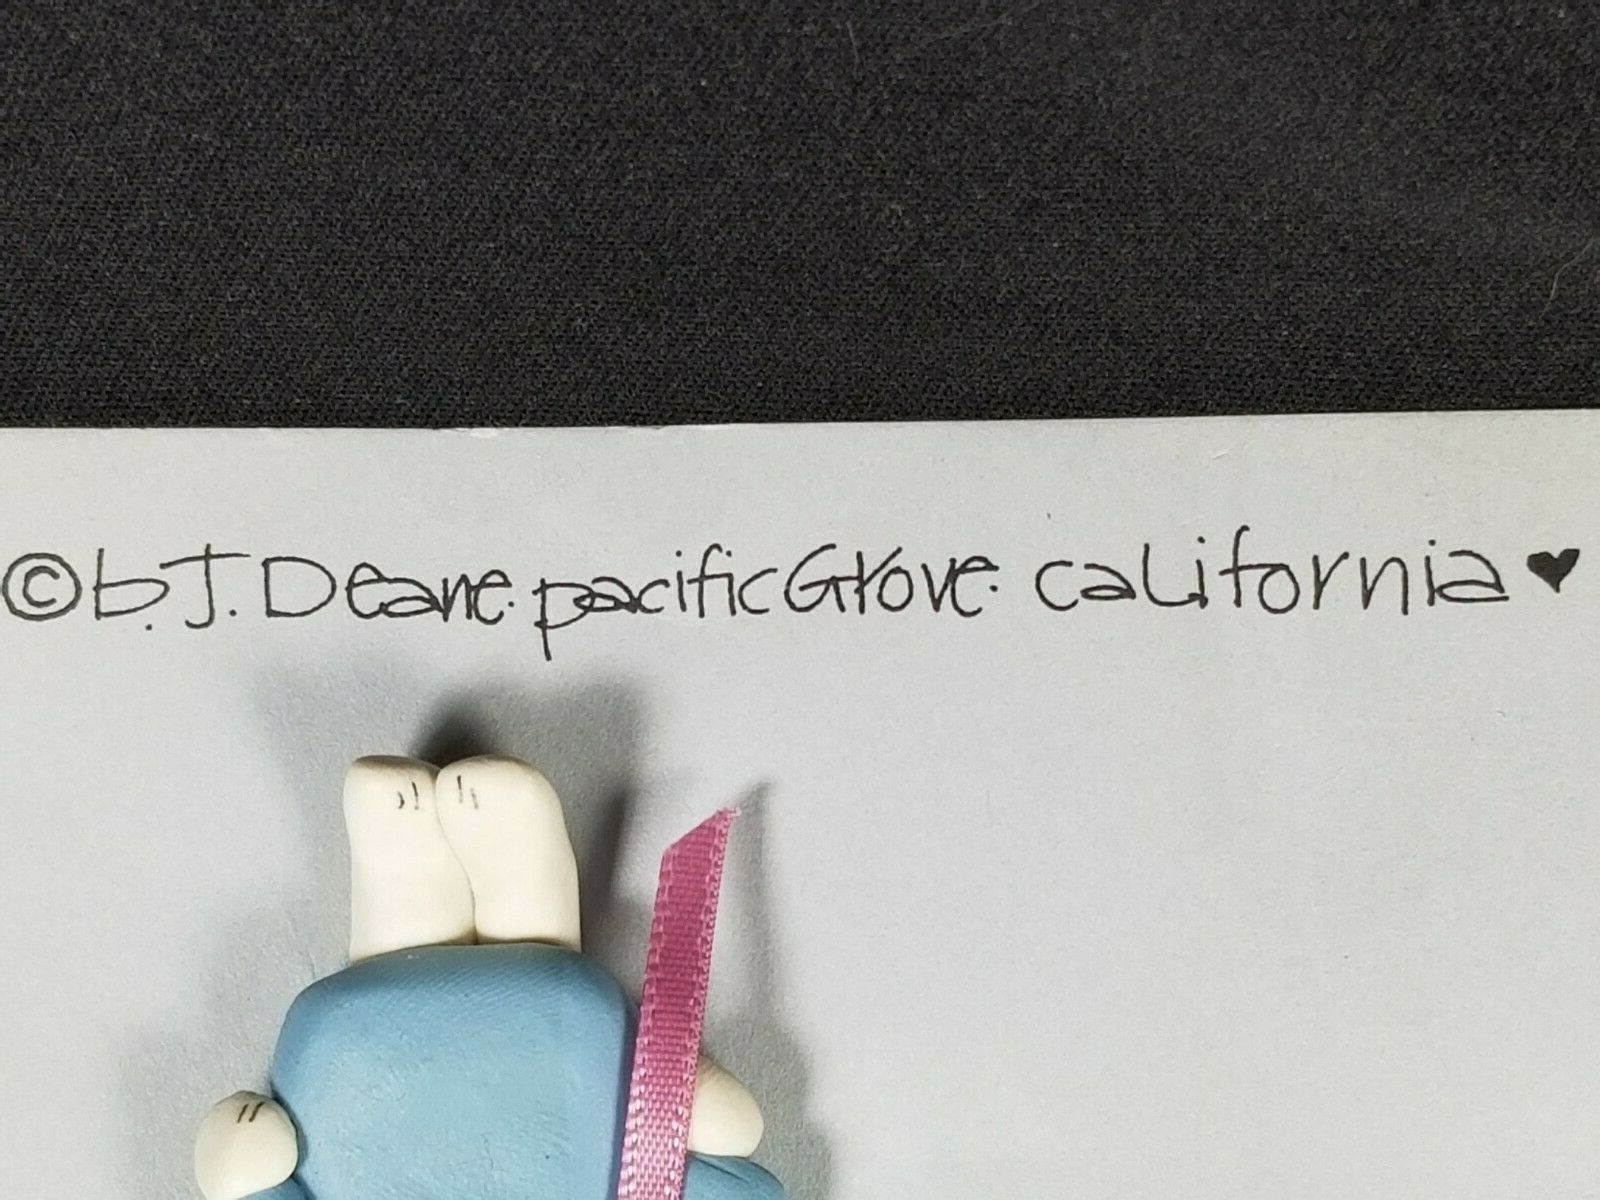 © b.J. Deane. pacific Grove. california ♥